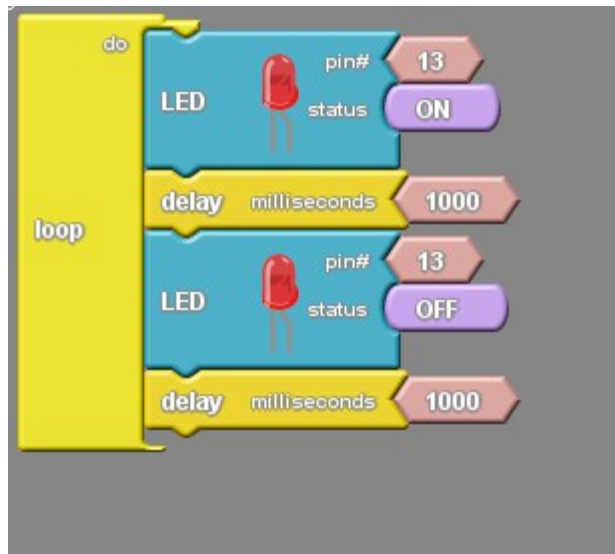 do
pin# 13
LED
status ON
delay milliseconds 1000
loop
pin# 13
LED
status OFF
delay milliseconds 1000